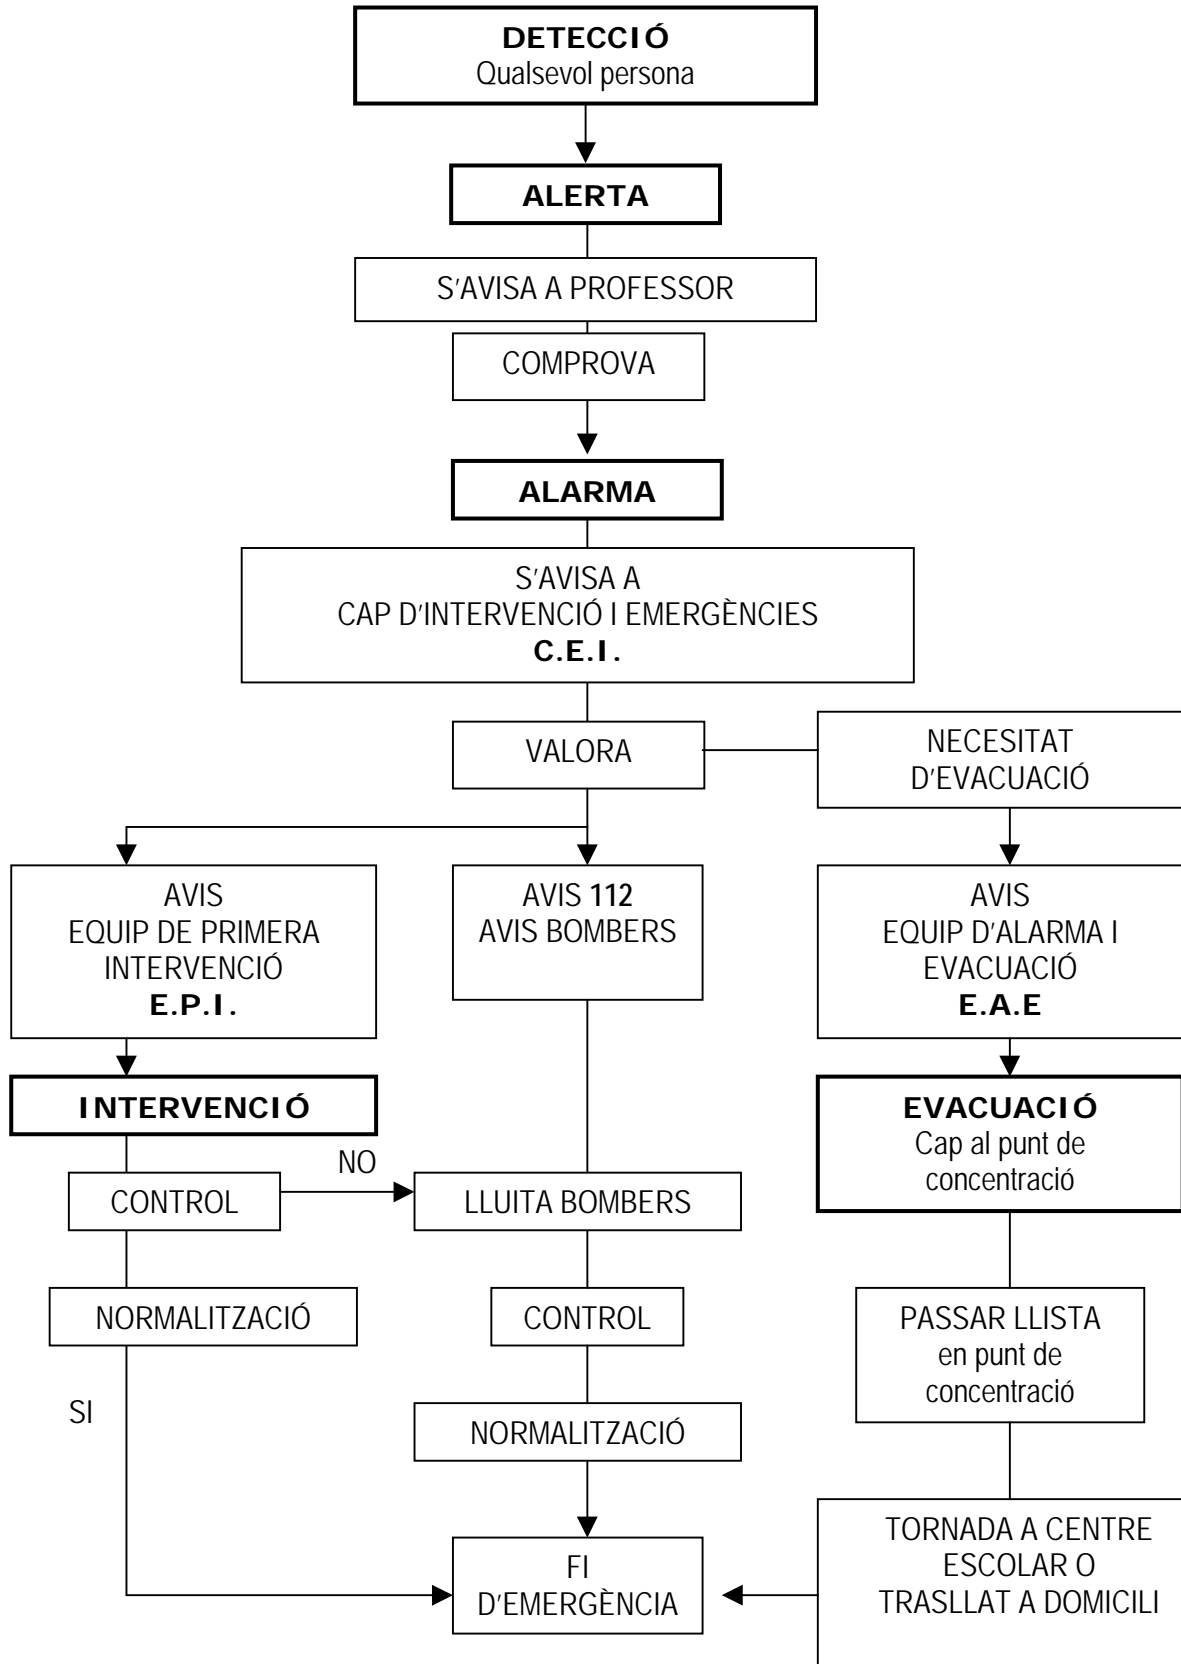 DETECCIÓ
Qualsevol persona
ALERTA
S'AVISA A PROFESSOR
COMPROVA
ALARMA
S'AVISA A
CAP D'INTERVENCIÓ I EMERGÈNCIES
C.E.I.
VALORA
NECESITAT
D'EVACUACIÓ
AVIS
EQUIP DE PRIMERA
INTERVENCIÓ
E.P.I.
AVIS 112
AVIS BOMBERS
AVIS
EQUIP D'ALARMA I
EVACUACIÓ
E.A.E
INTERVENCIÓ
EVACUACIÓ
Cap al punt de
concentració
NO
CONTROL
LLUITA BOMBERS
NORMALITZACIÓ
CONTROL
PASSAR LLISTA
en punt de
concentració
SI
NORMALITZACIÓ
FI
D'EMERGÈNCIA
TORNADA A CENTRE
ESCOLAR O
TRASLLAT A DOMICILI